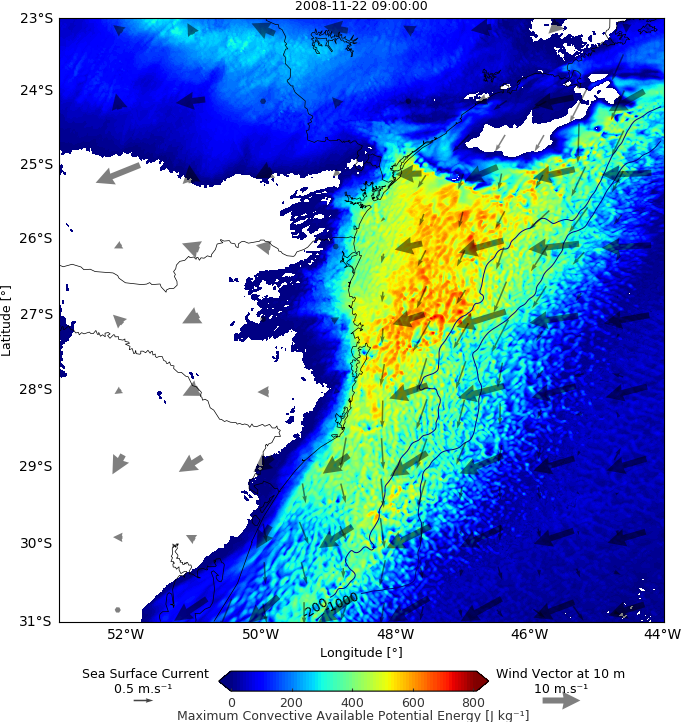 2008-11-22 09:00:00
23°S
24°S
25°S
26°S
27°S
28°S
29°S
30°S
31°S
Latitude [°]
200
1000
52°W 50°W 48°W 46°W 44°W
Longitude [°]
Sea Surface Current
0.5 m.s⁻¹
0 200 400 600 800
Wind Vector at 10 m
10 m.s⁻¹
Maximum Convective Available Potential Energy [J kg⁻¹]